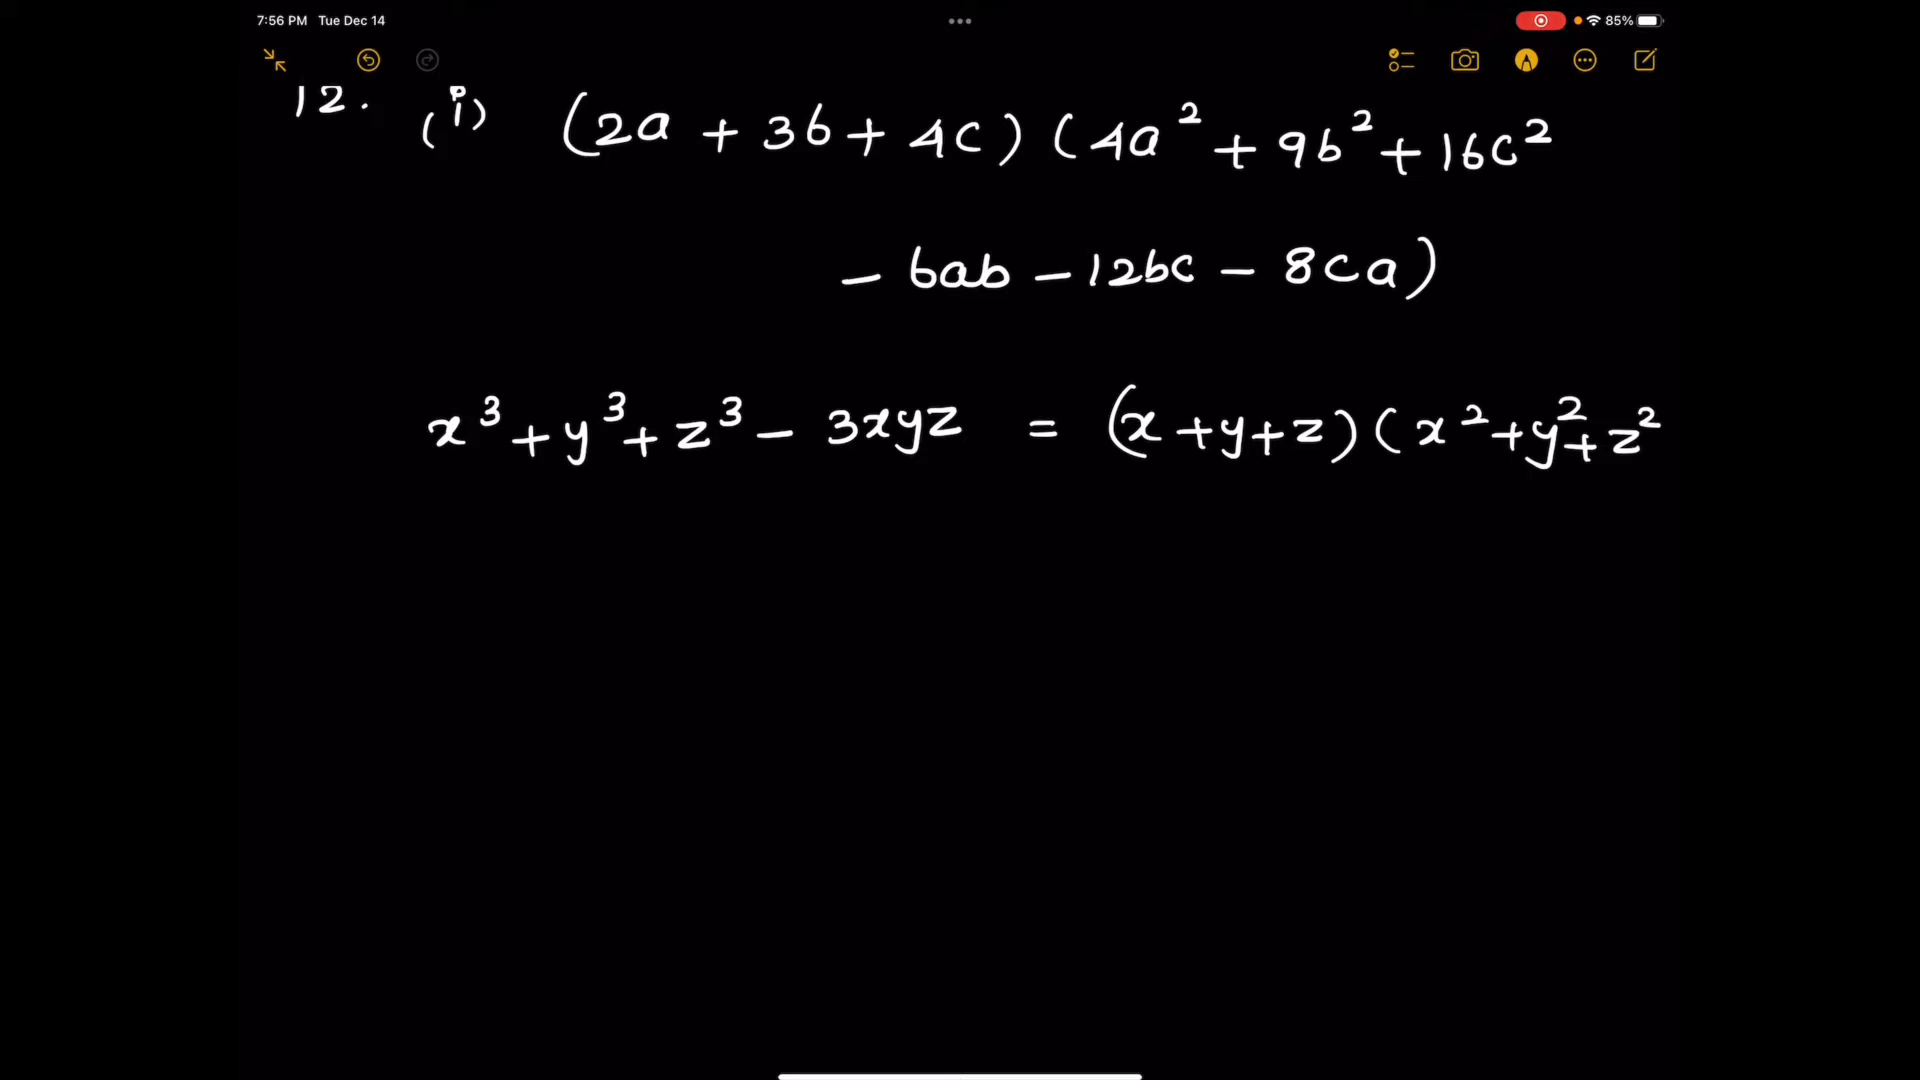 7:56 PM Tue Dec 14
85%
12. (i) (2a + 3b + 4c) (4a² + 9b² + 16c²
- 6ab - 12bc - 8ca)
x³ + y³ + z³ - 3xyz = (x + y + z) (x² + y² + z²